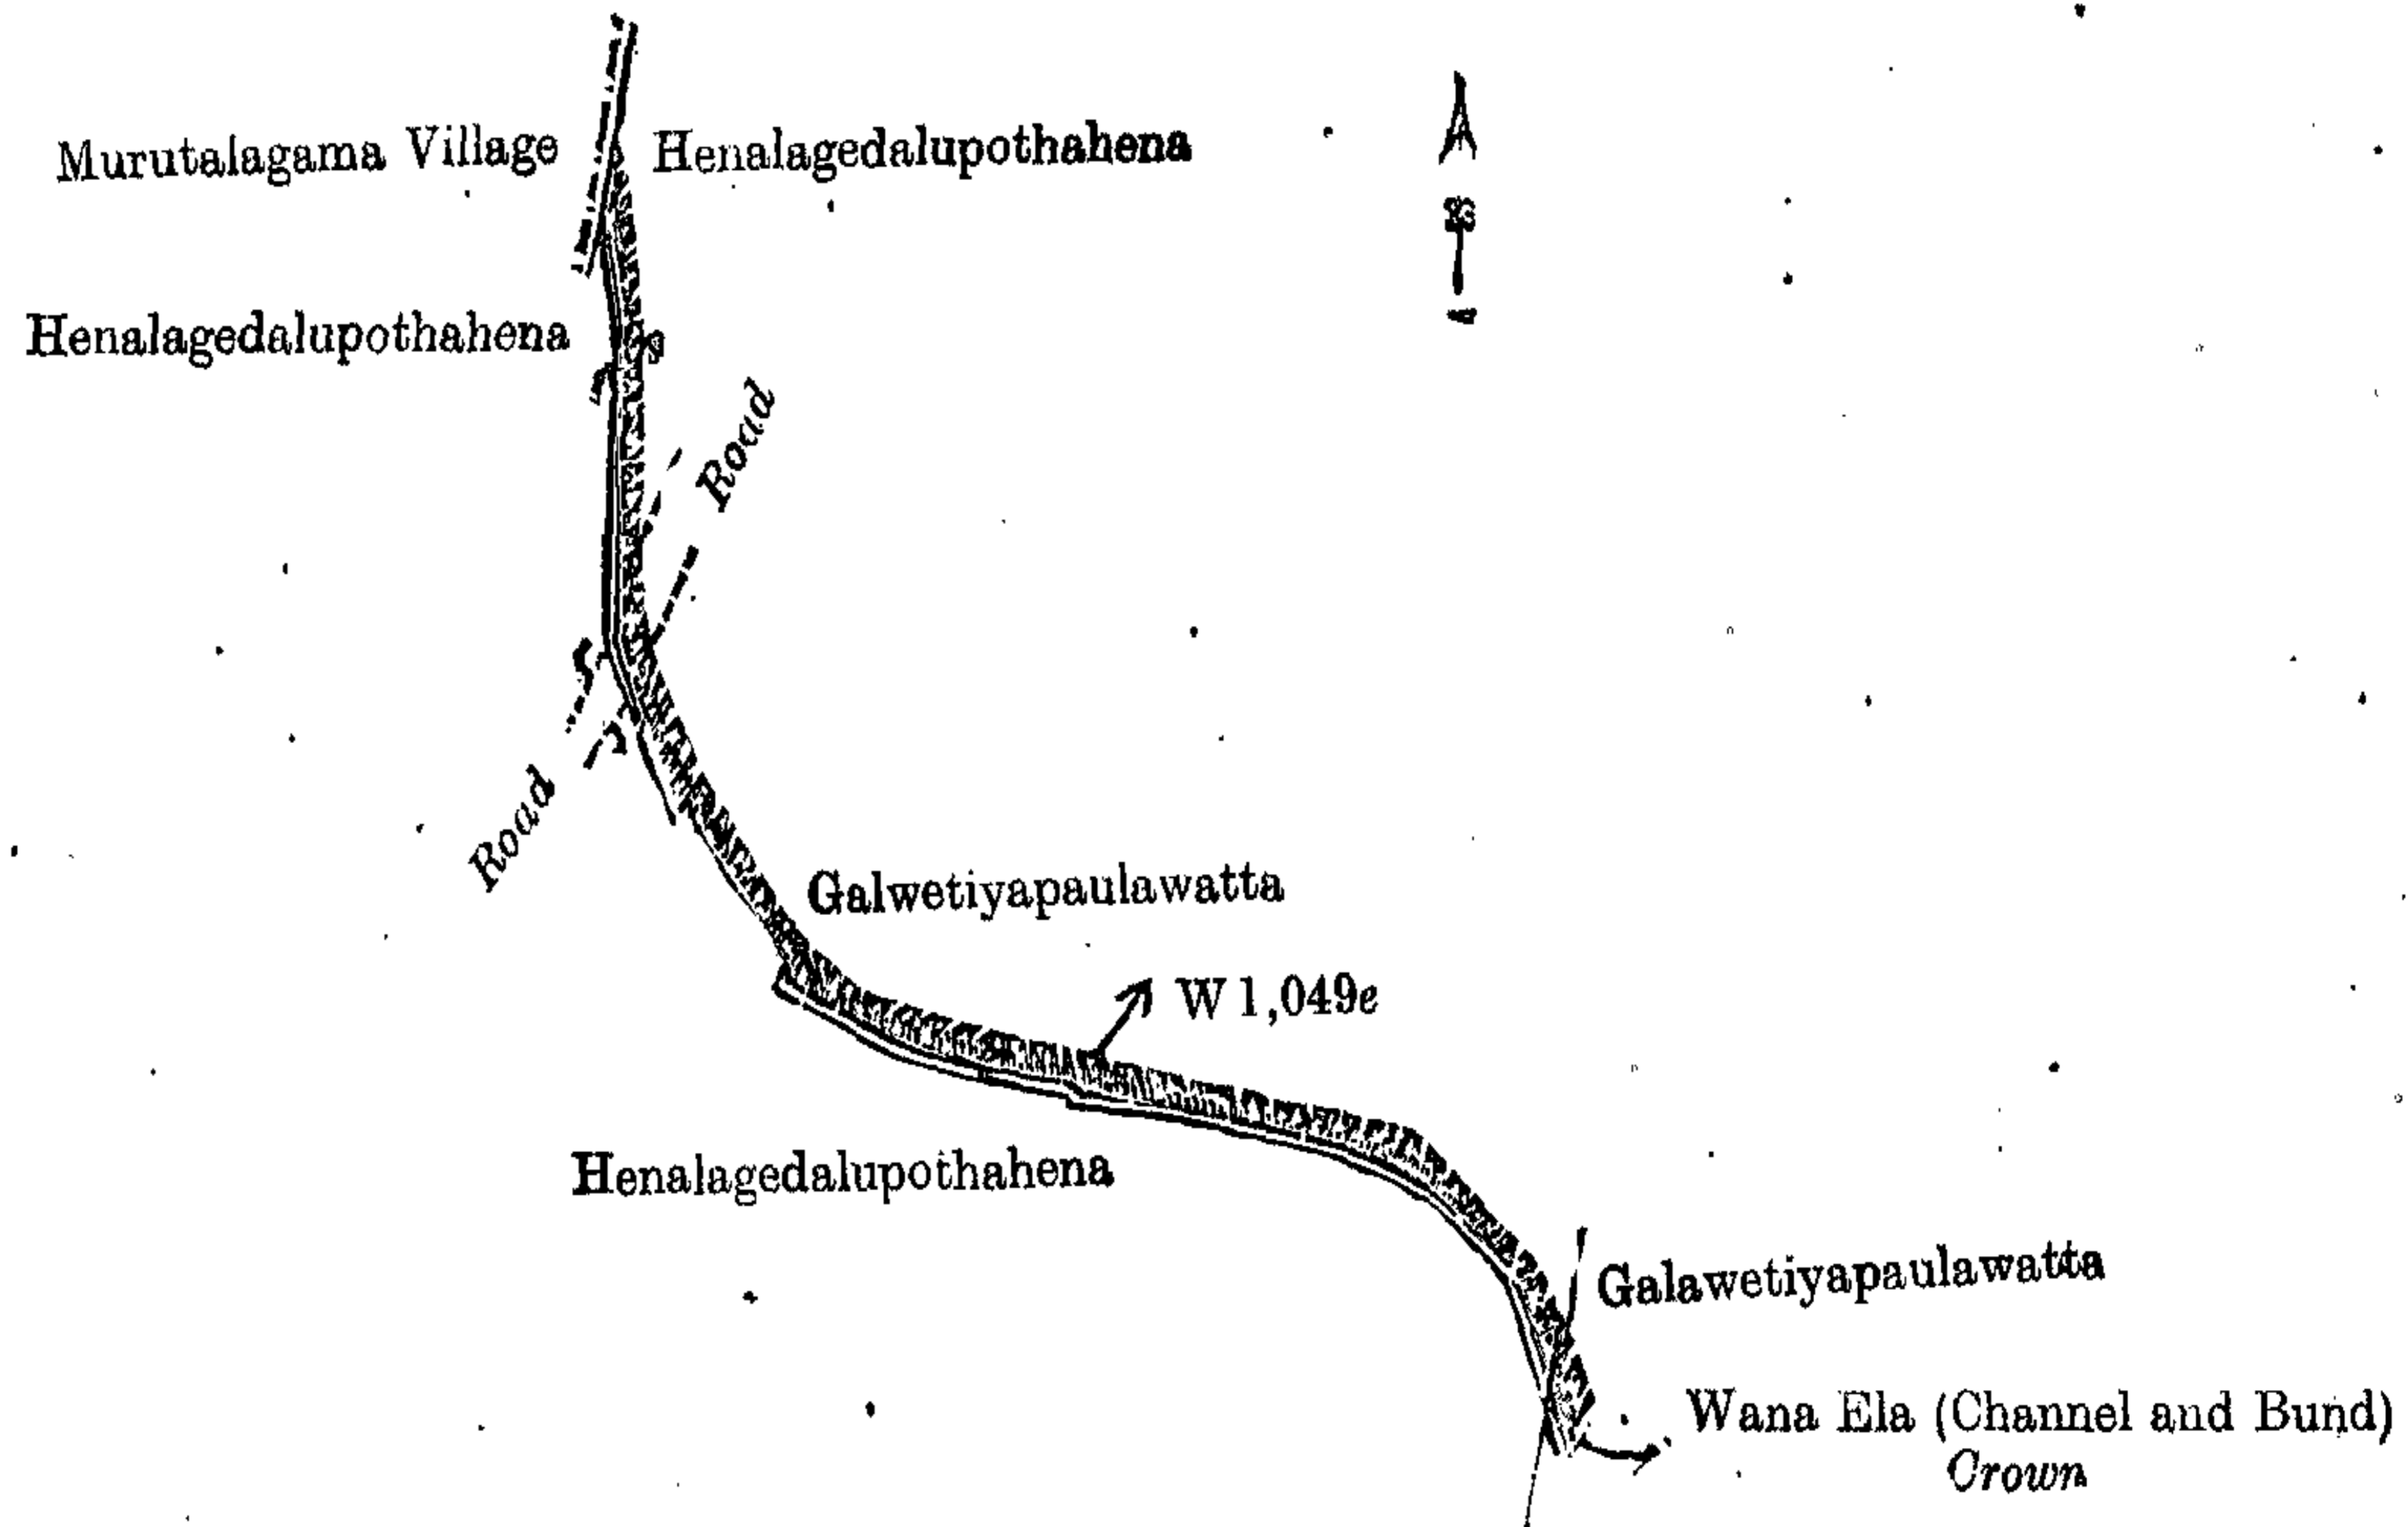 Murutalagama Village
Henalagedalupothahena
Henalagedalupothahena
Road
Road
Galwetiyapaulawatta
W 1,049e
Henalagedalupothahena
Galawetiyapaulawatta
Wana Ela (Channel and Bund)
Crown